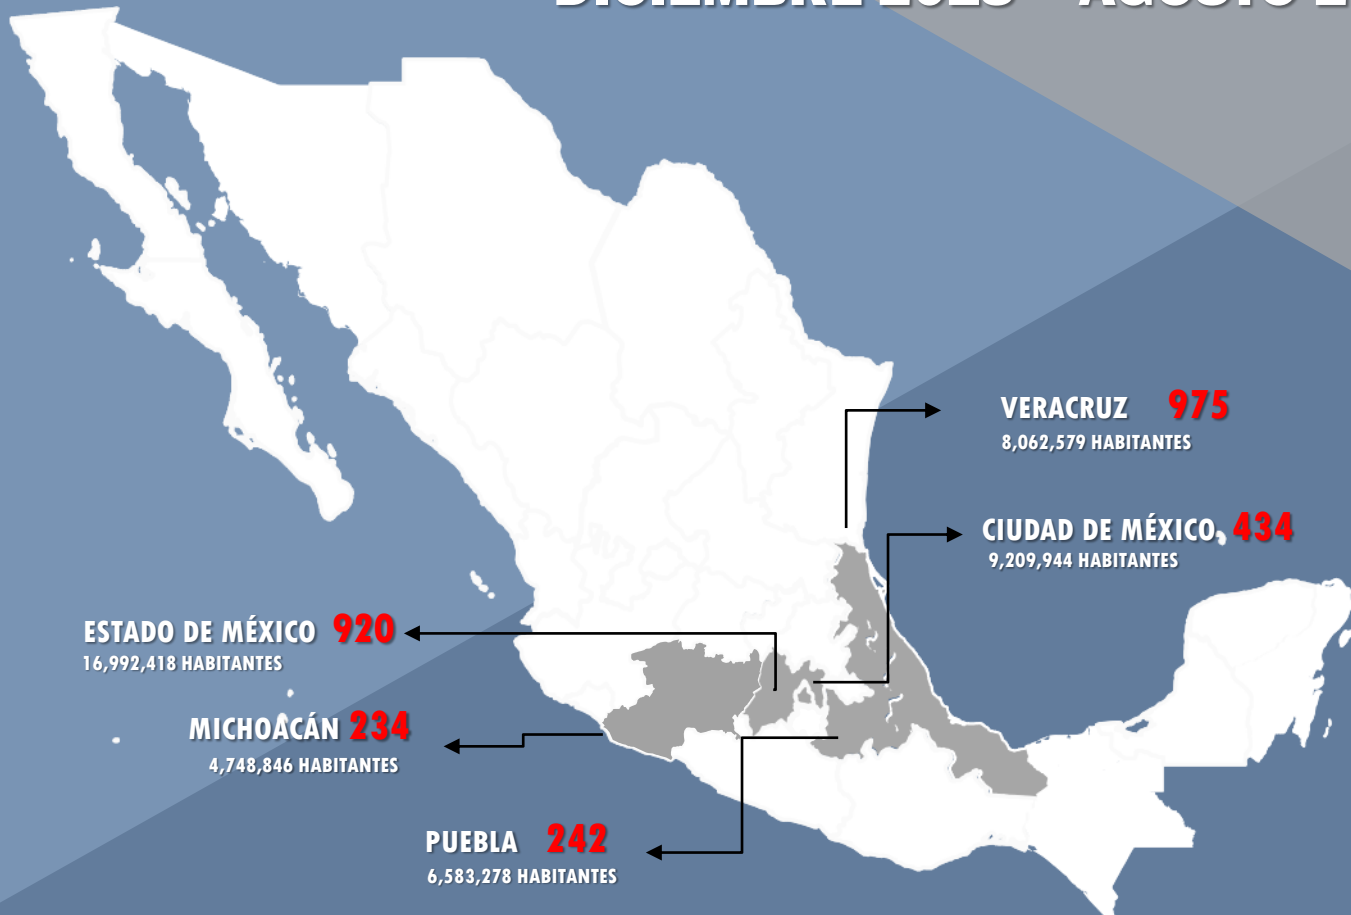 VERACRUZ 975
8,062,579 HABITANTES
CIUDAD DE MÉXICO 434
9,209,944 HABITANTES
ESTADO DE MÉXICO 920
16,992,418 HABITANTES
MICHOACÁN 234
4,748,846 HABITANTES
PUEBLA 242
6,583,278 HABITANTES